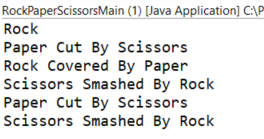 RockPaperScissorsMain (1) [Java Application] C:\P
Rock
Paper Cut By Scissors
Rock Covered By Paper
Scissors Smashed By Rock
Paper Cut By Scissors
Scissors Smashed By Rock